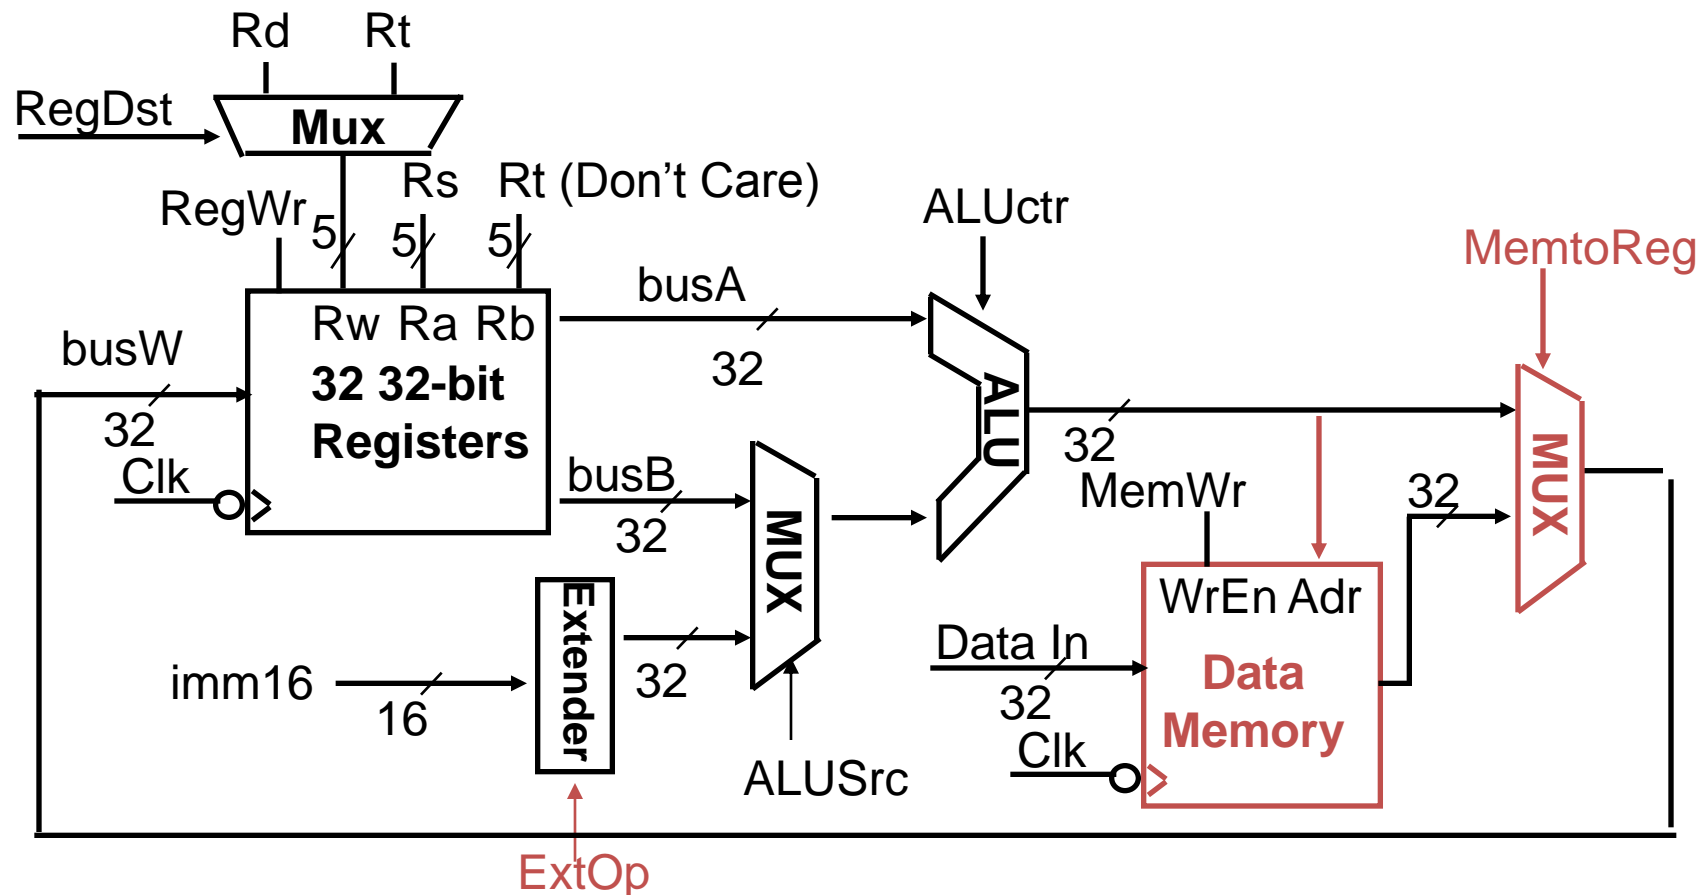 Rd
Rt
RegDst
Mux
Rs
Rt (Don't Care)
RegWr
5
5
5
ALUctr
MemtoReg
busA
Rw Ra Rb
busW
32
32 32-bit
Registers
32
ALU
32
Clk
busB
32
MUX
MemWr
32
MUX
Extender
WrEn Adr
Data In
32
imm16
16
32
Data
Memory
Clk
ALUSrc
ExtOp